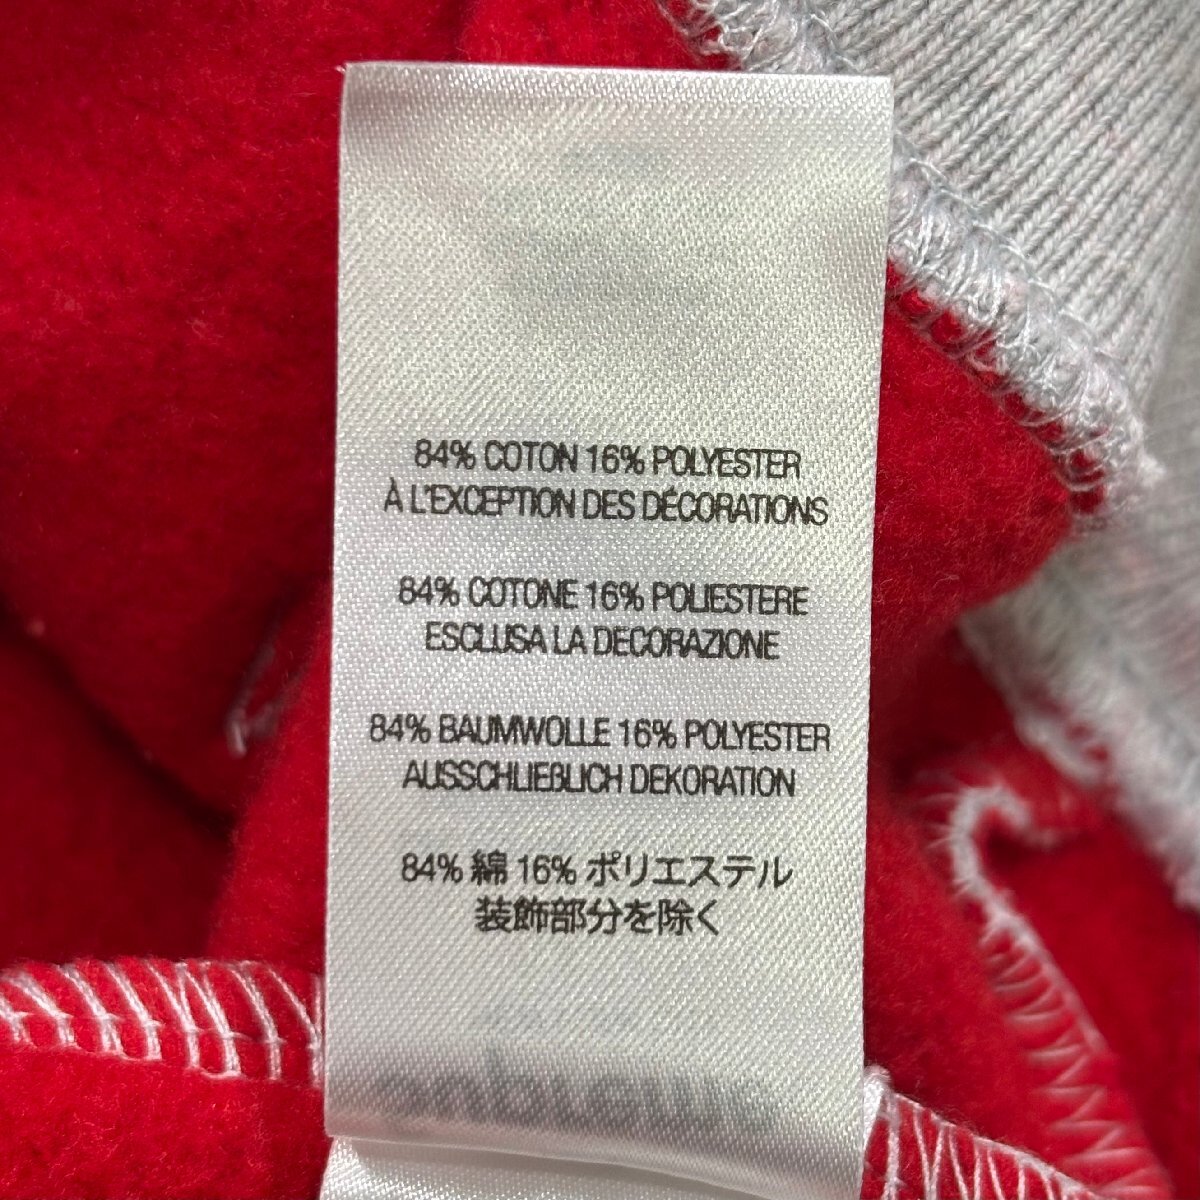 84% COTON 16% POLYESTER
À L'EXCEPTION DES DÉCORATIONS
84% COTONE 16% POLIESTERE
ESCLUSA LA DECORAZIONE
84% BAUMWOLLE 16% POLYESTER
AUSSCHLIEßLICH DEKORATION
84% 綿 16% ポリエステル
装飾部分を除く